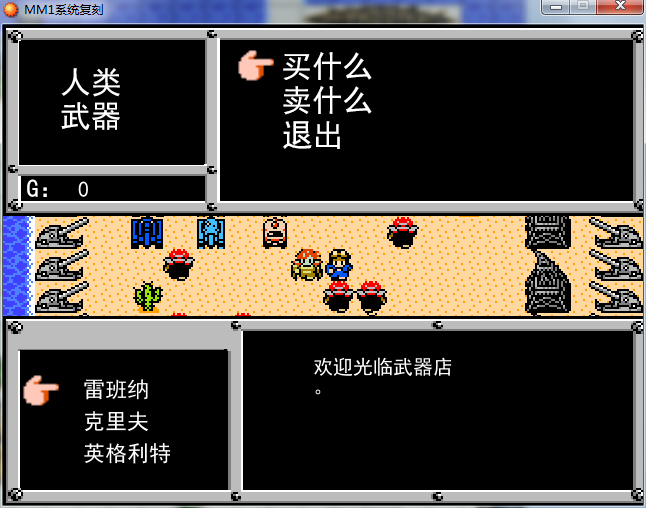 MM1系统复刻
人类
武器
买什么
卖什么
退出
G: 0
雷班纳
克里夫
英格利特
欢迎光临武器店
。